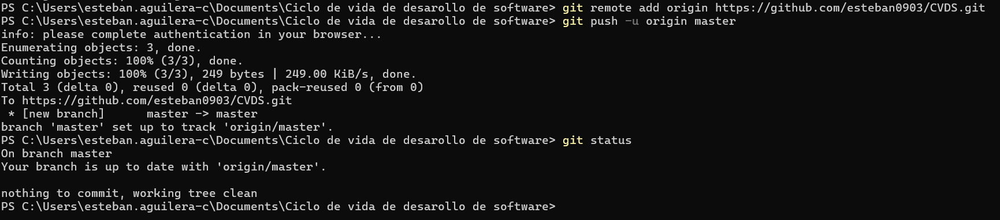 PS C:\Users\esteban.aguilera-c\Documents\Ciclo de vida de desarollo de software> git remote add origin https://github.com/esteban0903/CVDS.git
PS C:\Users\esteban.aguilera-c\Documents\Ciclo de vida de desarollo de software> git push -u origin master
info: please complete authentication in your browser...
Enumerating objects: 3, done.
Counting objects: 100% (3/3), done.
Writing objects: 100% (3/3), 249 bytes | 249.00 KiB/s, done.
Total 3 (delta 0), reused 0 (delta 0), pack-reused 0 (from 0)
To https://github.com/esteban0903/CVDS.git
 * [new branch]      master -> master
branch 'master' set up to track 'origin/master'.
PS C:\Users\esteban.aguilera-c\Documents\Ciclo de vida de desarollo de software> git status
On branch master
Your branch is up to date with 'origin/master'.

nothing to commit, working tree clean
PS C:\Users\esteban.aguilera-c\Documents\Ciclo de vida de desarollo de software>